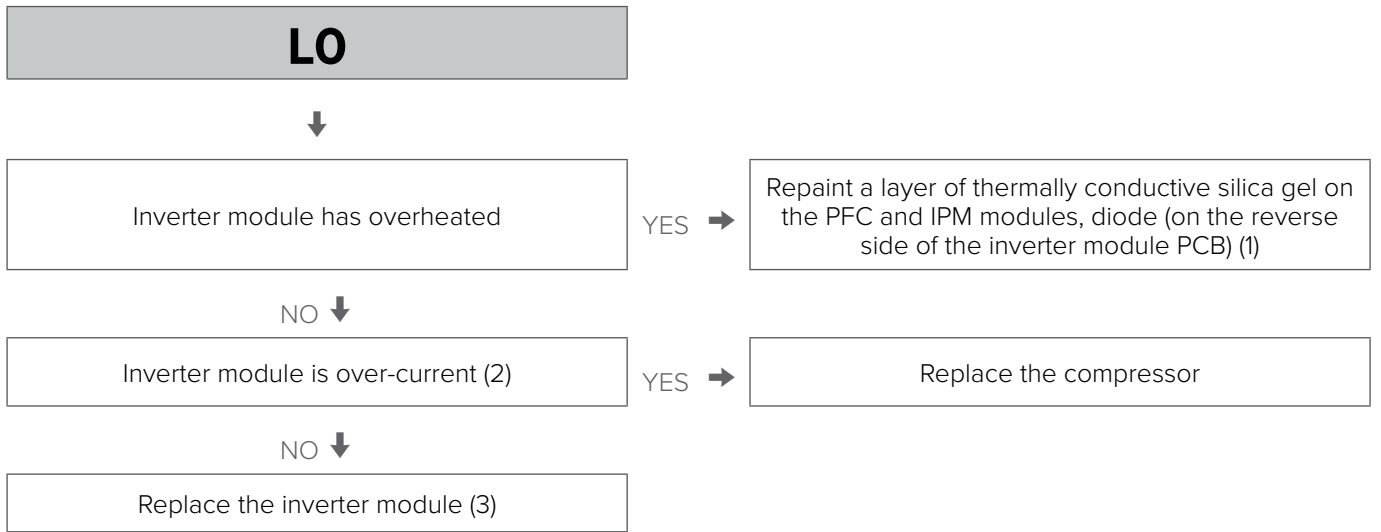 L0
Inverter module has overheated
YES
Repaint a layer of thermally conductive silica gel on
the PFC and IPM modules, diode (on the reverse
side of the inverter module PCB) (1)
NO
Inverter module is over-current (2)
YES
Replace the compressor
NO
Replace the inverter module (3)